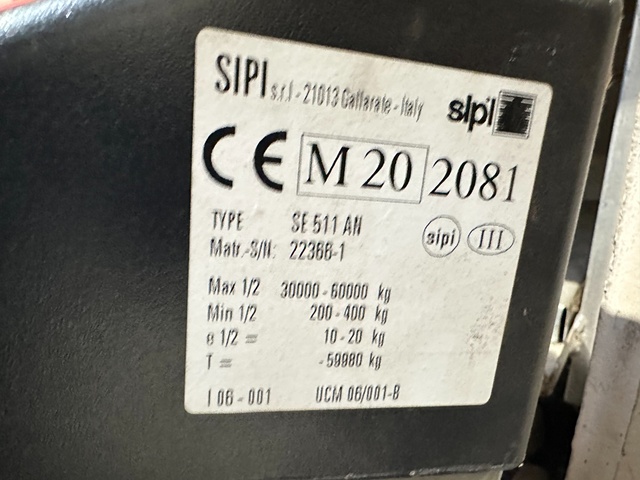 SIPI s.r.l - 21013 Gallarate - Italy sipi
CE M 20 2081
TYPE SE 511 AN
Matr.-S/N: 22366-1
sipi III
Max 1/2 30000 - 60000 kg
Min 1/2 200 - 400 kg
e 1/2 = 10 - 20 kg
T = -59980 kg
I 06 - 001 UCM 06/001-B